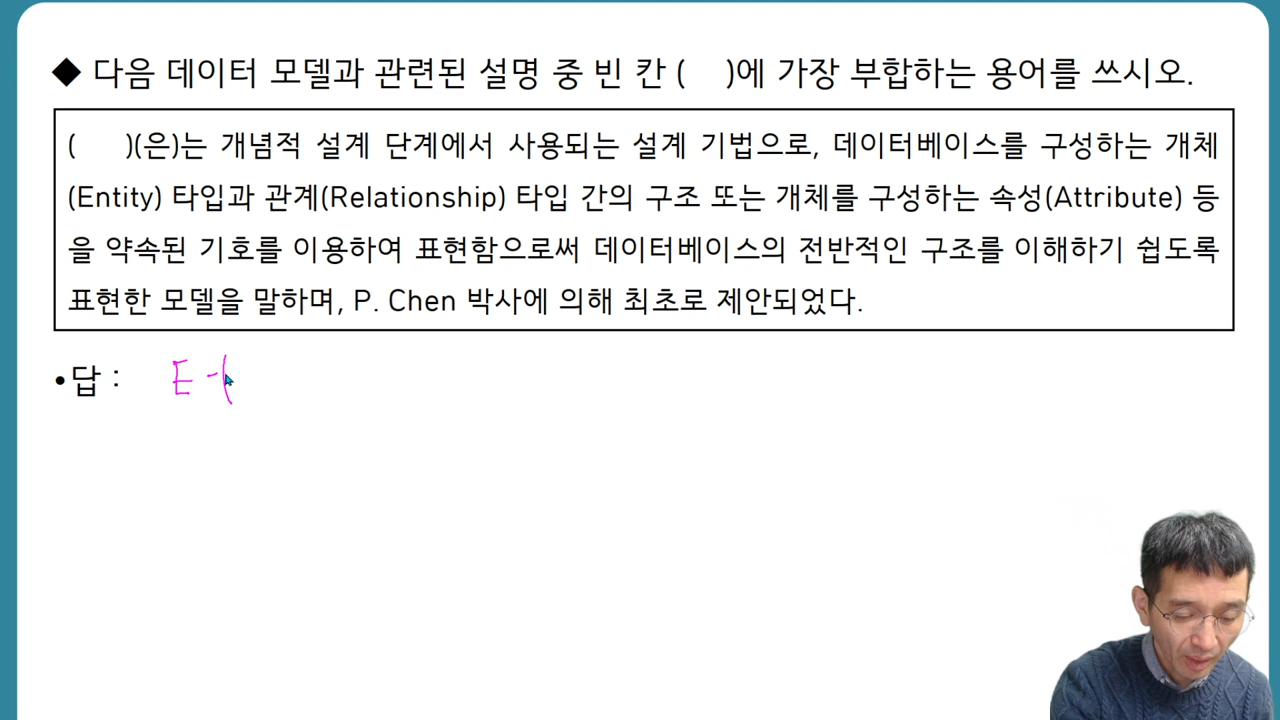 ◆ 다음 데이터 모델과 관련된 설명 중 빈 칸 (    )에 가장 부합하는 용어를 쓰시오.
(    )(은)는 개념적 설계 단계에서 사용되는 설계 기법으로, 데이터베이스를 구성하는 개체
(Entity) 타입과 관계(Relationship) 타입 간의 구조 또는 개체를 구성하는 속성(Attribute) 등
을 약속된 기호를 이용하여 표현함으로써 데이터베이스의 전반적인 구조를 이해하기 쉽도록
표현한 모델을 말하며, P. Chen 박사에 의해 최초로 제안되었다.
•답 : E-